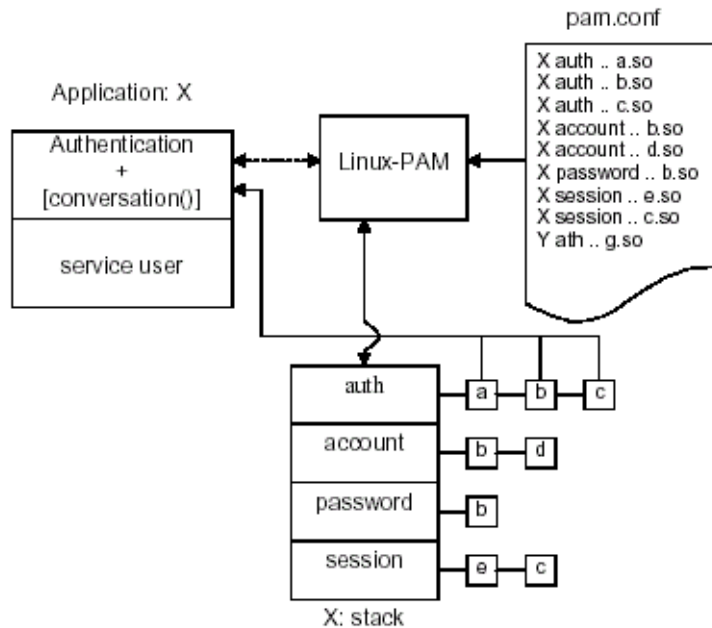 pam.conf
X auth .. a.so
X auth .. b.so
X auth .. c.so
X account .. b.so
X account .. d.so
X password .. b.so
X session .. e.so
X session .. c.so
Y ath .. g.so
Application: X
Authentication
+
[conversation()]
service user
Linux-PAM
auth
a
b
c
account
b
d
password
b
session
e
c
X: stack